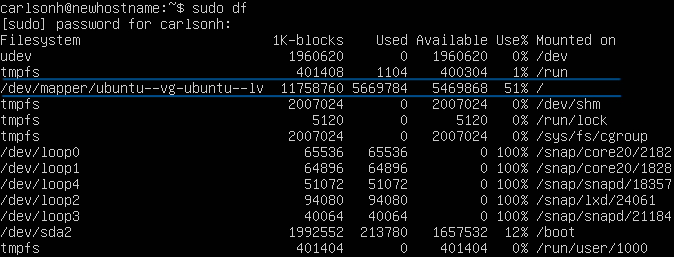 carlsonh@newhostname:~$ sudo df
[sudo] password for carlsonh:
Filesystem 1K-blocks Used Available Use% Mounted on
udev 1960620 0 1960620 0% /dev
tmpfs 401408 1104 400304 1% /run
/dev/mapper/ubuntu--vg-ubuntu--lv 11758760 5669784 5469868 51% /
tmpfs 2007024 0 2007024 0% /dev/shm
tmpfs 5120 0 5120 0% /run/lock
tmpfs 2007024 0 2007024 0% /sys/fs/cgroup
/dev/loop0 65536 65536 0 100% /snap/core20/2182
/dev/loop1 64896 64896 0 100% /snap/core20/1828
/dev/loop4 51072 51072 0 100% /snap/snapd/18357
/dev/loop2 94080 94080 0 100% /snap/lxd/24061
/dev/loop3 40064 40064 0 100% /snap/snapd/21184
/dev/sda2 1992552 213780 1657532 12% /boot
tmpfs 401404 0 401404 0% /run/user/1000